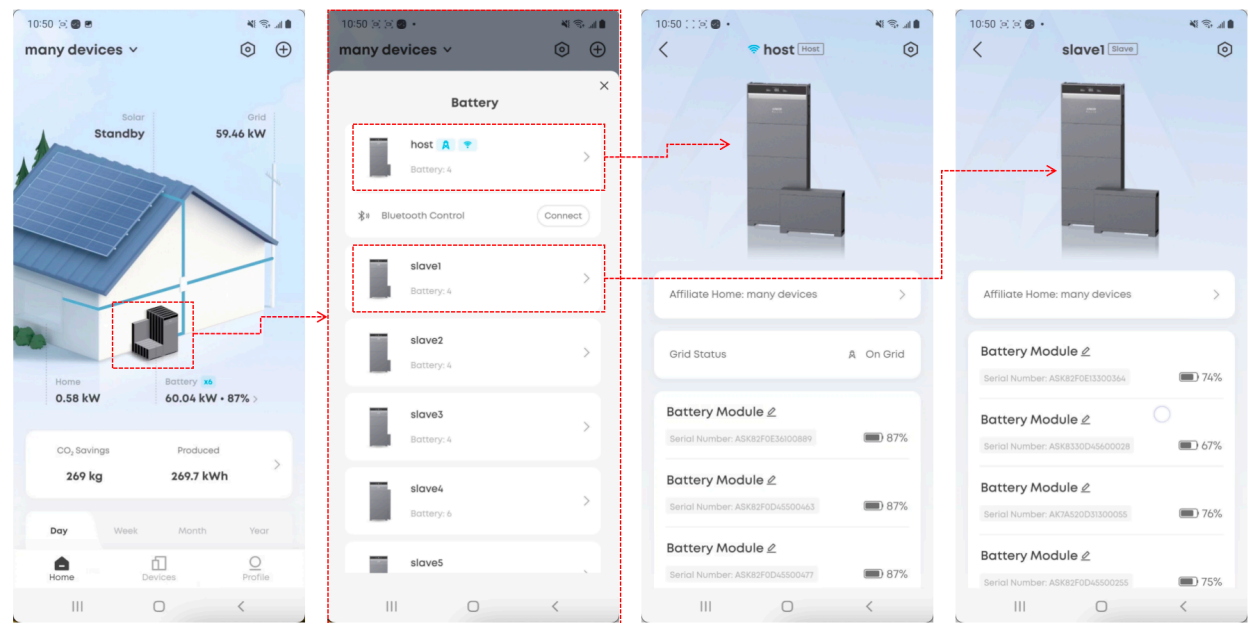 10:50
many devices
Solar
Standby
Grid
59.46 kW
Home
0.58 kW
Battery x6
60.04 kW • 87%
CO₂ Savings
269 kg
Produced
269.7 kWh
Day Week Month Year
Home Devices Profile
10:50
many devices
Battery
host
Battery: 4
Bluetooth Control Connect
slave1
Battery: 4
slave2
Battery: 4
slave3
Battery: 4
slave4
Battery: 6
slave5
10:50
host Host
Affiliate Home: many devices
Grid Status On Grid
Battery Module
Serial Number: ASK82F0E36100889 87%
Battery Module
Serial Number: ASK82F0D45500463 87%
Battery Module
Serial Number: ASK82F0D45500477 87%
10:50
slave1 Slave
Affiliate Home: many devices
Battery Module
Serial Number: ASK82F0E13300364 74%
Battery Module
Serial Number: ASK8330D45600028 67%
Battery Module
Serial Number: AK7A520D31300055 76%
Battery Module
Serial Number: ASK82F0D45500255 75%